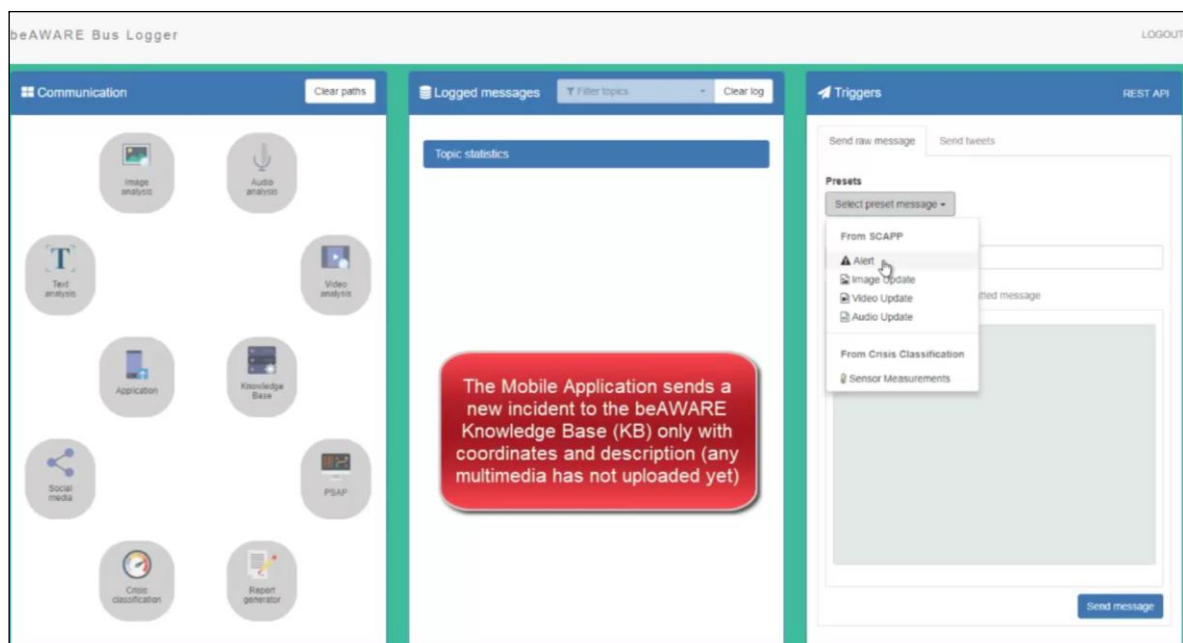 beAWARE Bus Logger
LOGOUT
Communication
Clear paths
Image
analysis
Audio
analysis
Text
analysis
Video
analysis
Application
Knowledge
Base
Social
media
PSAP
Crisis
classification
Report
generator
Logged messages
Filter topics
Clear log
Topic statistics
The Mobile Application sends a
new incident to the beAWARE
Knowledge Base (KB) only with
coordinates and description (any
multimedia has not uploaded yet)
Triggers
REST API
Send raw message
Send tweets
Presets
Select preset message
From SCAPP
Alert
Image Update
Video Update
Audio Update
message
From Crisis Classification
Sensor Measurements
Send message